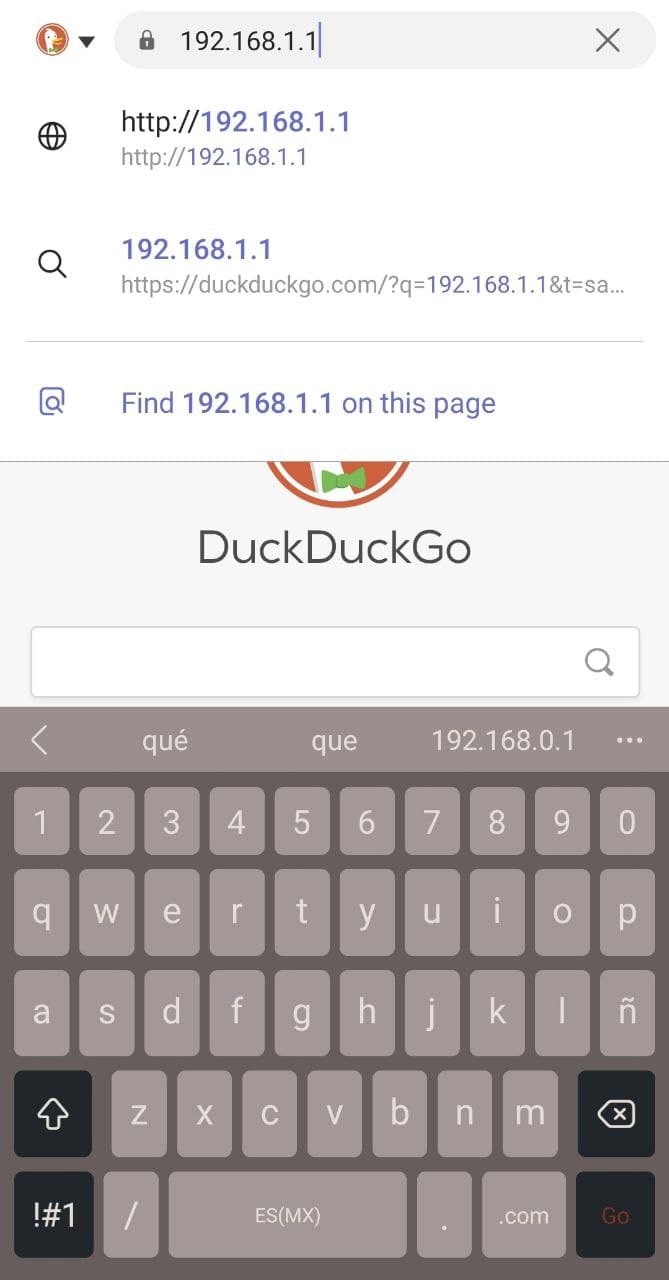 192.168.1.1
http://192.168.1.1
http://192.168.1.1
192.168.1.1
https://duckduckgo.com/?q=192.168.1.1&t=sa...
Find 192.168.1.1 on this page
DuckDuckGo
qué que 192.168.0.1 ...
1 2 3 4 5 6 7 8 9 0
q w e r t y u i o p
a s d f g h j k l ñ
z x c v b n m
!#1 / ES(MX) . .com Go